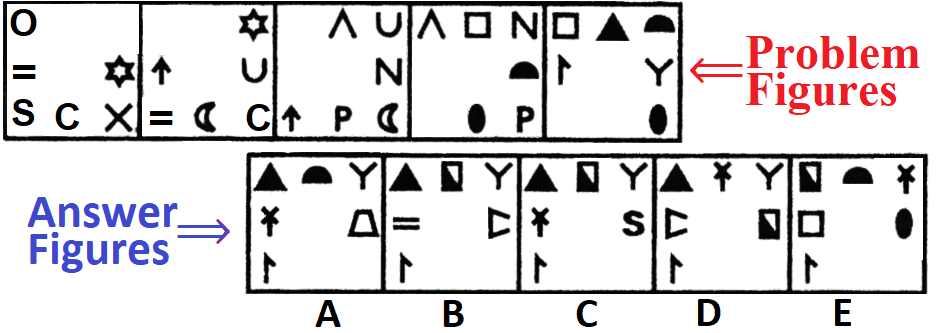 O
=
S C X
U
= C
U
N
P
N
P
Y
Problem
Figures
Answer
Figures
Y
Y
=
Y
S
Y
A B C D E